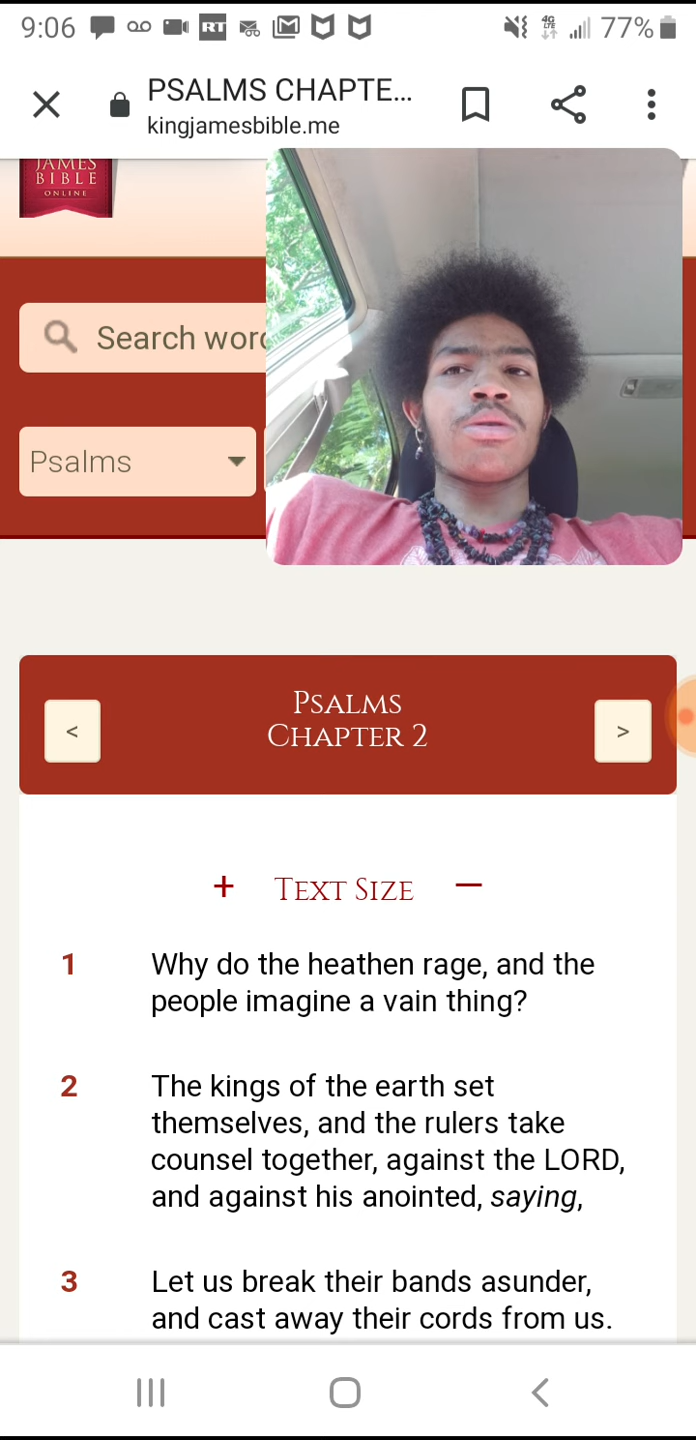 9:06
RT
4G
LTE
77%
PSALMS CHAPTE...
kingjamesbible.me
JAMES
BIBLE
ONLINE
Search word
Psalms
<
PSALMS
CHAPTER 2
>
+ TEXT SIZE −
1 Why do the heathen rage, and the
people imagine a vain thing?
2 The kings of the earth set
themselves, and the rulers take
counsel together, against the LORD,
and against his anointed, saying,
3 Let us break their bands asunder,
and cast away their cords from us.